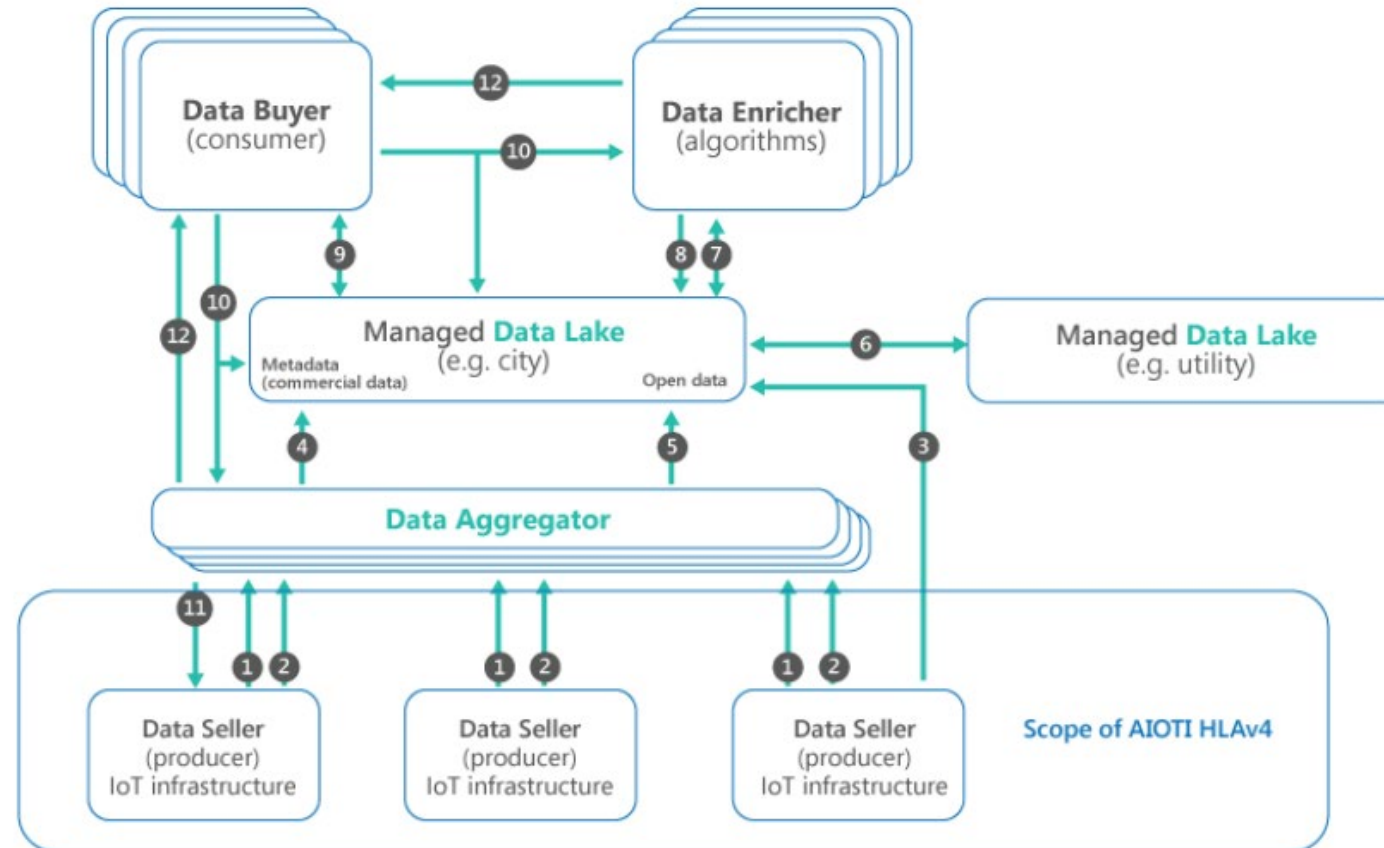 Data Buyer
(consumer)
12
Data Enricher
(algorithms)
10
9
8
7
10
12
Managed Data Lake
(e.g. city)
Metadata
(commercial data)
Open data
6
Managed Data Lake
(e.g. utility)
4
5
3
Data Aggregator
11
1
2
1
2
1
2
Data Seller
(producer)
IoT infrastructure
Data Seller
(producer)
IoT infrastructure
Data Seller
(producer)
IoT infrastructure
Scope of AIOTI HLAv4